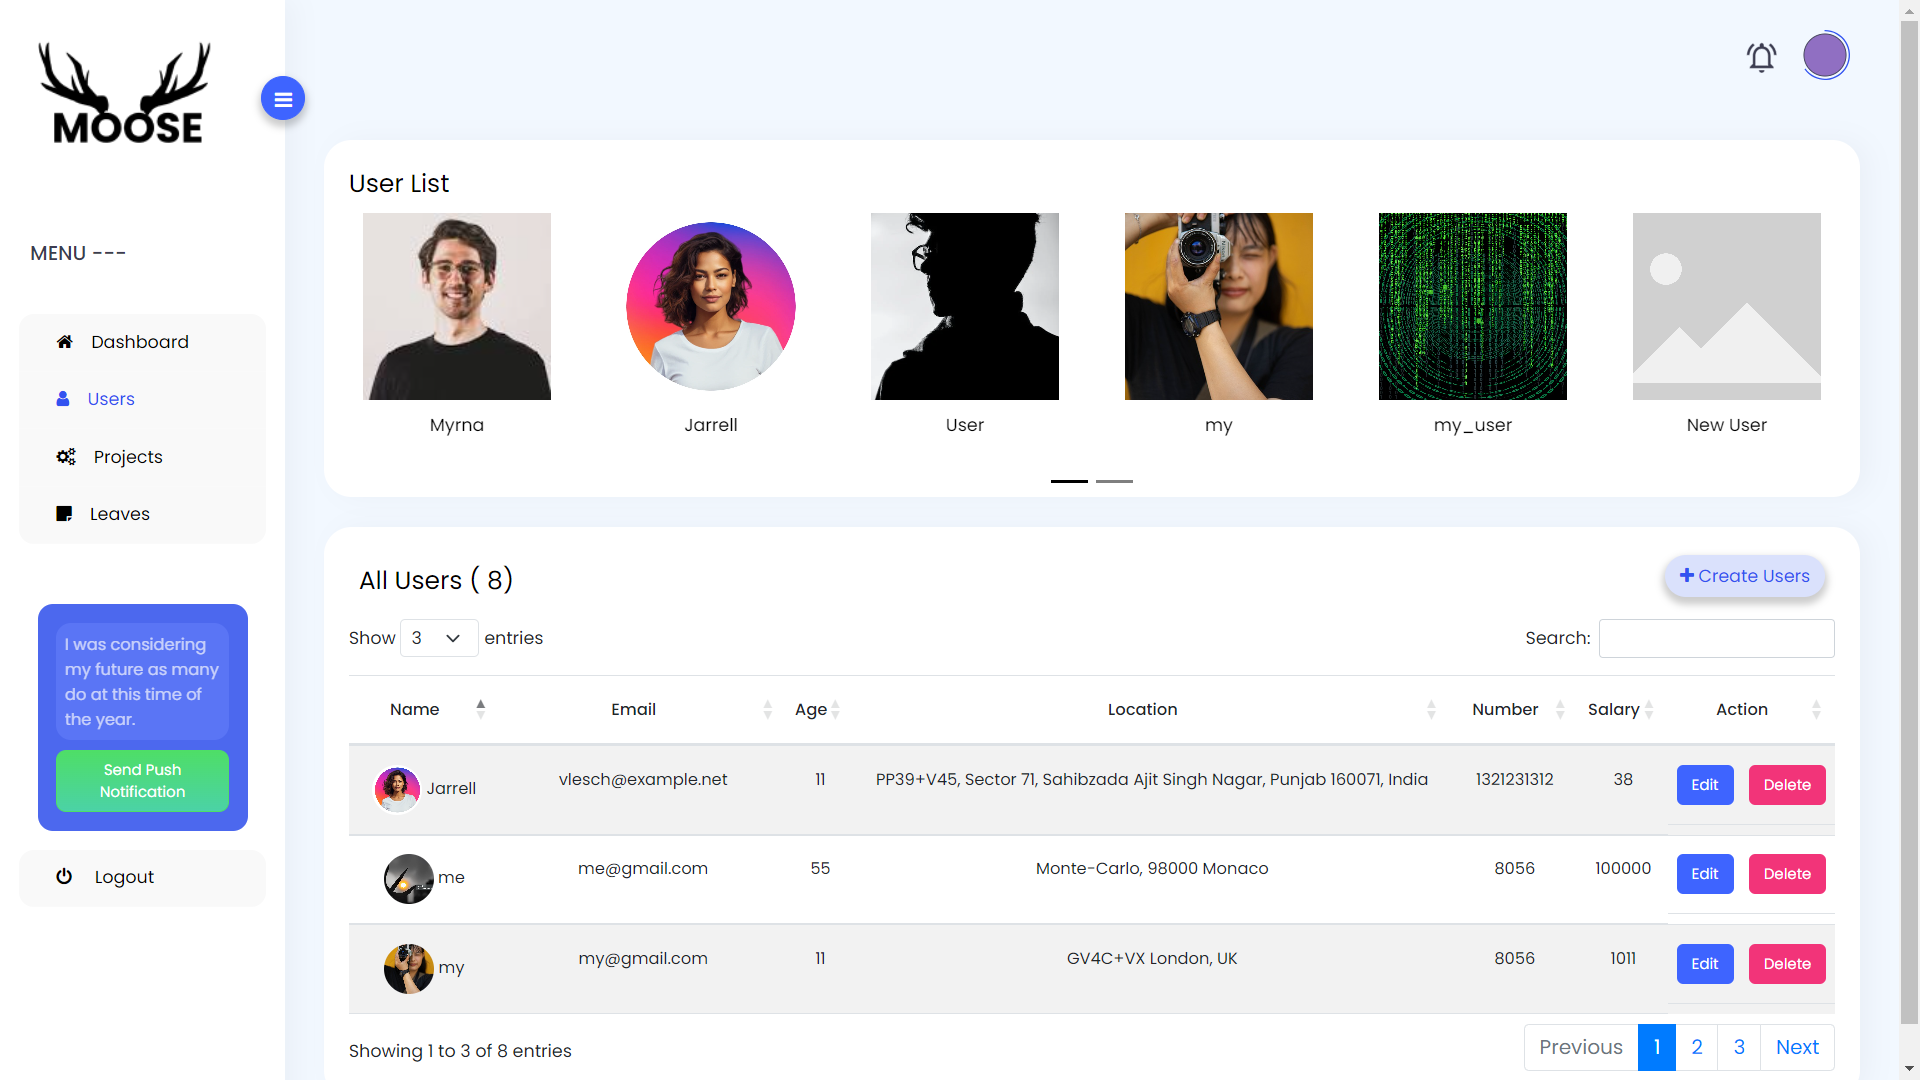 MOOSE
MENU ---
Dashboard
Users
Projects
Leaves
I was considering
my future as many
do at this time of
the year.
Send Push
Notification
Logout
User List
Myrna
Jarrell
User
my
my_user
New User
All Users ( 8)
Create Users
Show 3 entries
Search:
Name Email Age Location Number Salary Action
Jarrell vlesch@example.net 11 PP39+V45, Sector 71, Sahibzada Ajit Singh Nagar, Punjab 160071, India 1321231312 38 Edit Delete
me me@gmail.com 55 Monte-Carlo, 98000 Monaco 8056 100000 Edit Delete
my my@gmail.com 11 GV4C+VX London, UK 8056 1011 Edit Delete
Showing 1 to 3 of 8 entries
Previous 1 2 3 Next